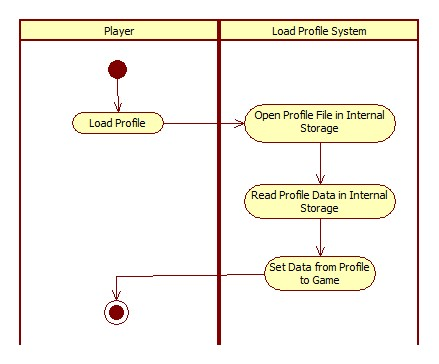 Player
Load Profile System
Load Profile
Open Profile File in Internal
Storage
Read Profile Data in Internal
Storage
Set Data from Profile
to Game